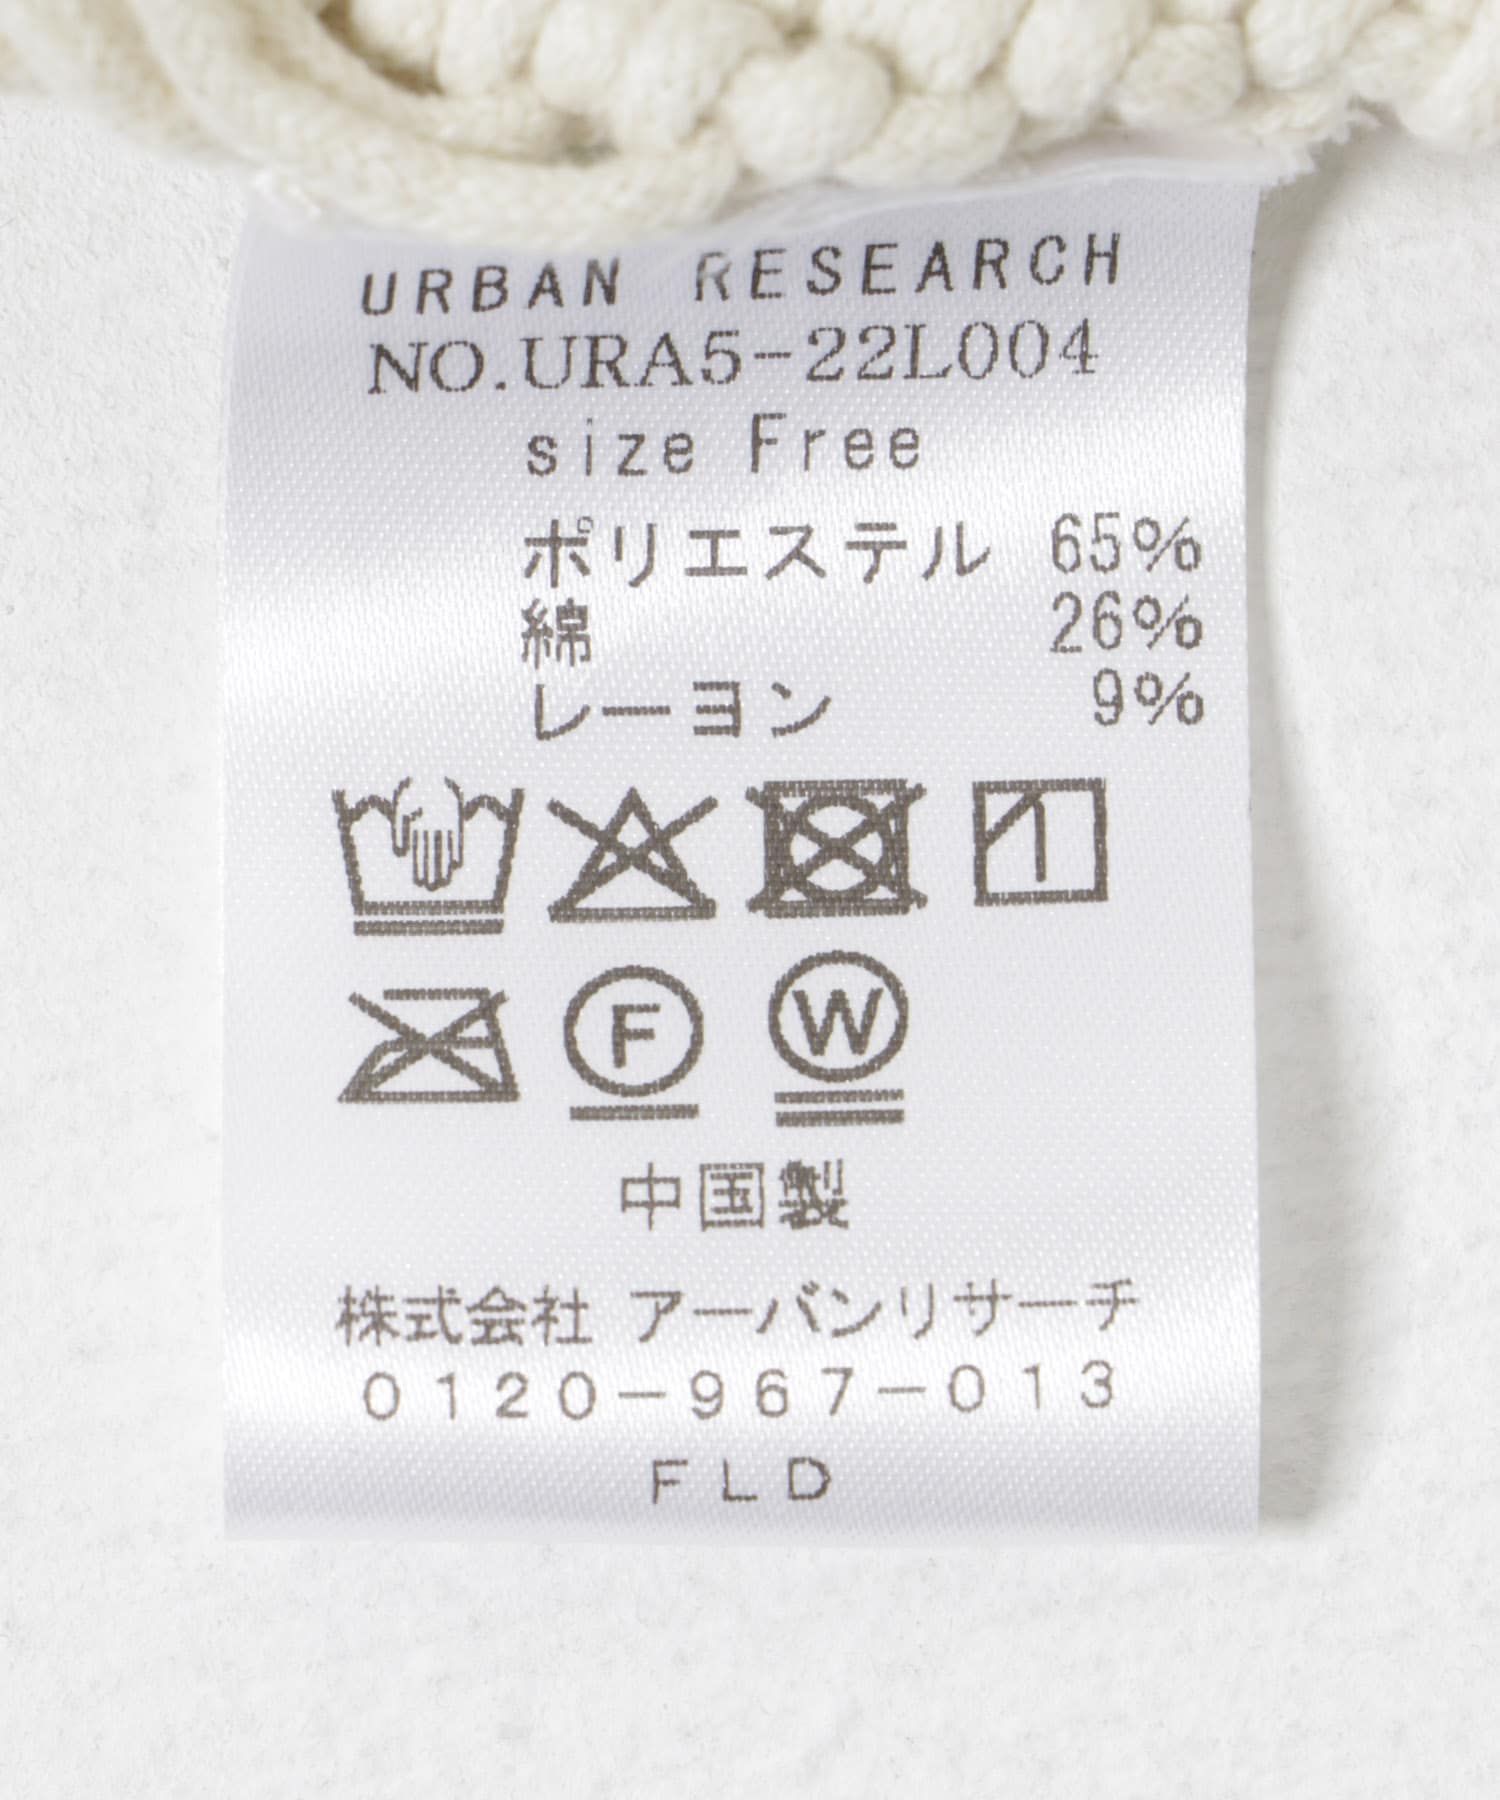 URBAN RESEARCH
NO.URA5-22L004
size Free
ポリエステル 65%
綿 26%
レーヨン 9%
F W
中国製
株式会社 アーバンリサーチ
0120-967-013
FLD